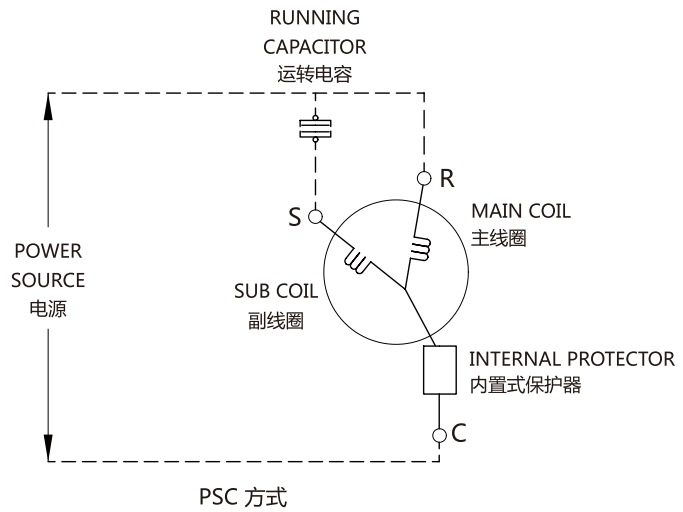 RUNNING
CAPACITOR
运转电容
R
S
MAIN COIL
主线圈
POWER
SOURCE
电源
SUB COIL
副线圈
INTERNAL PROTECTOR
内置式保护器
C
PSC 方式